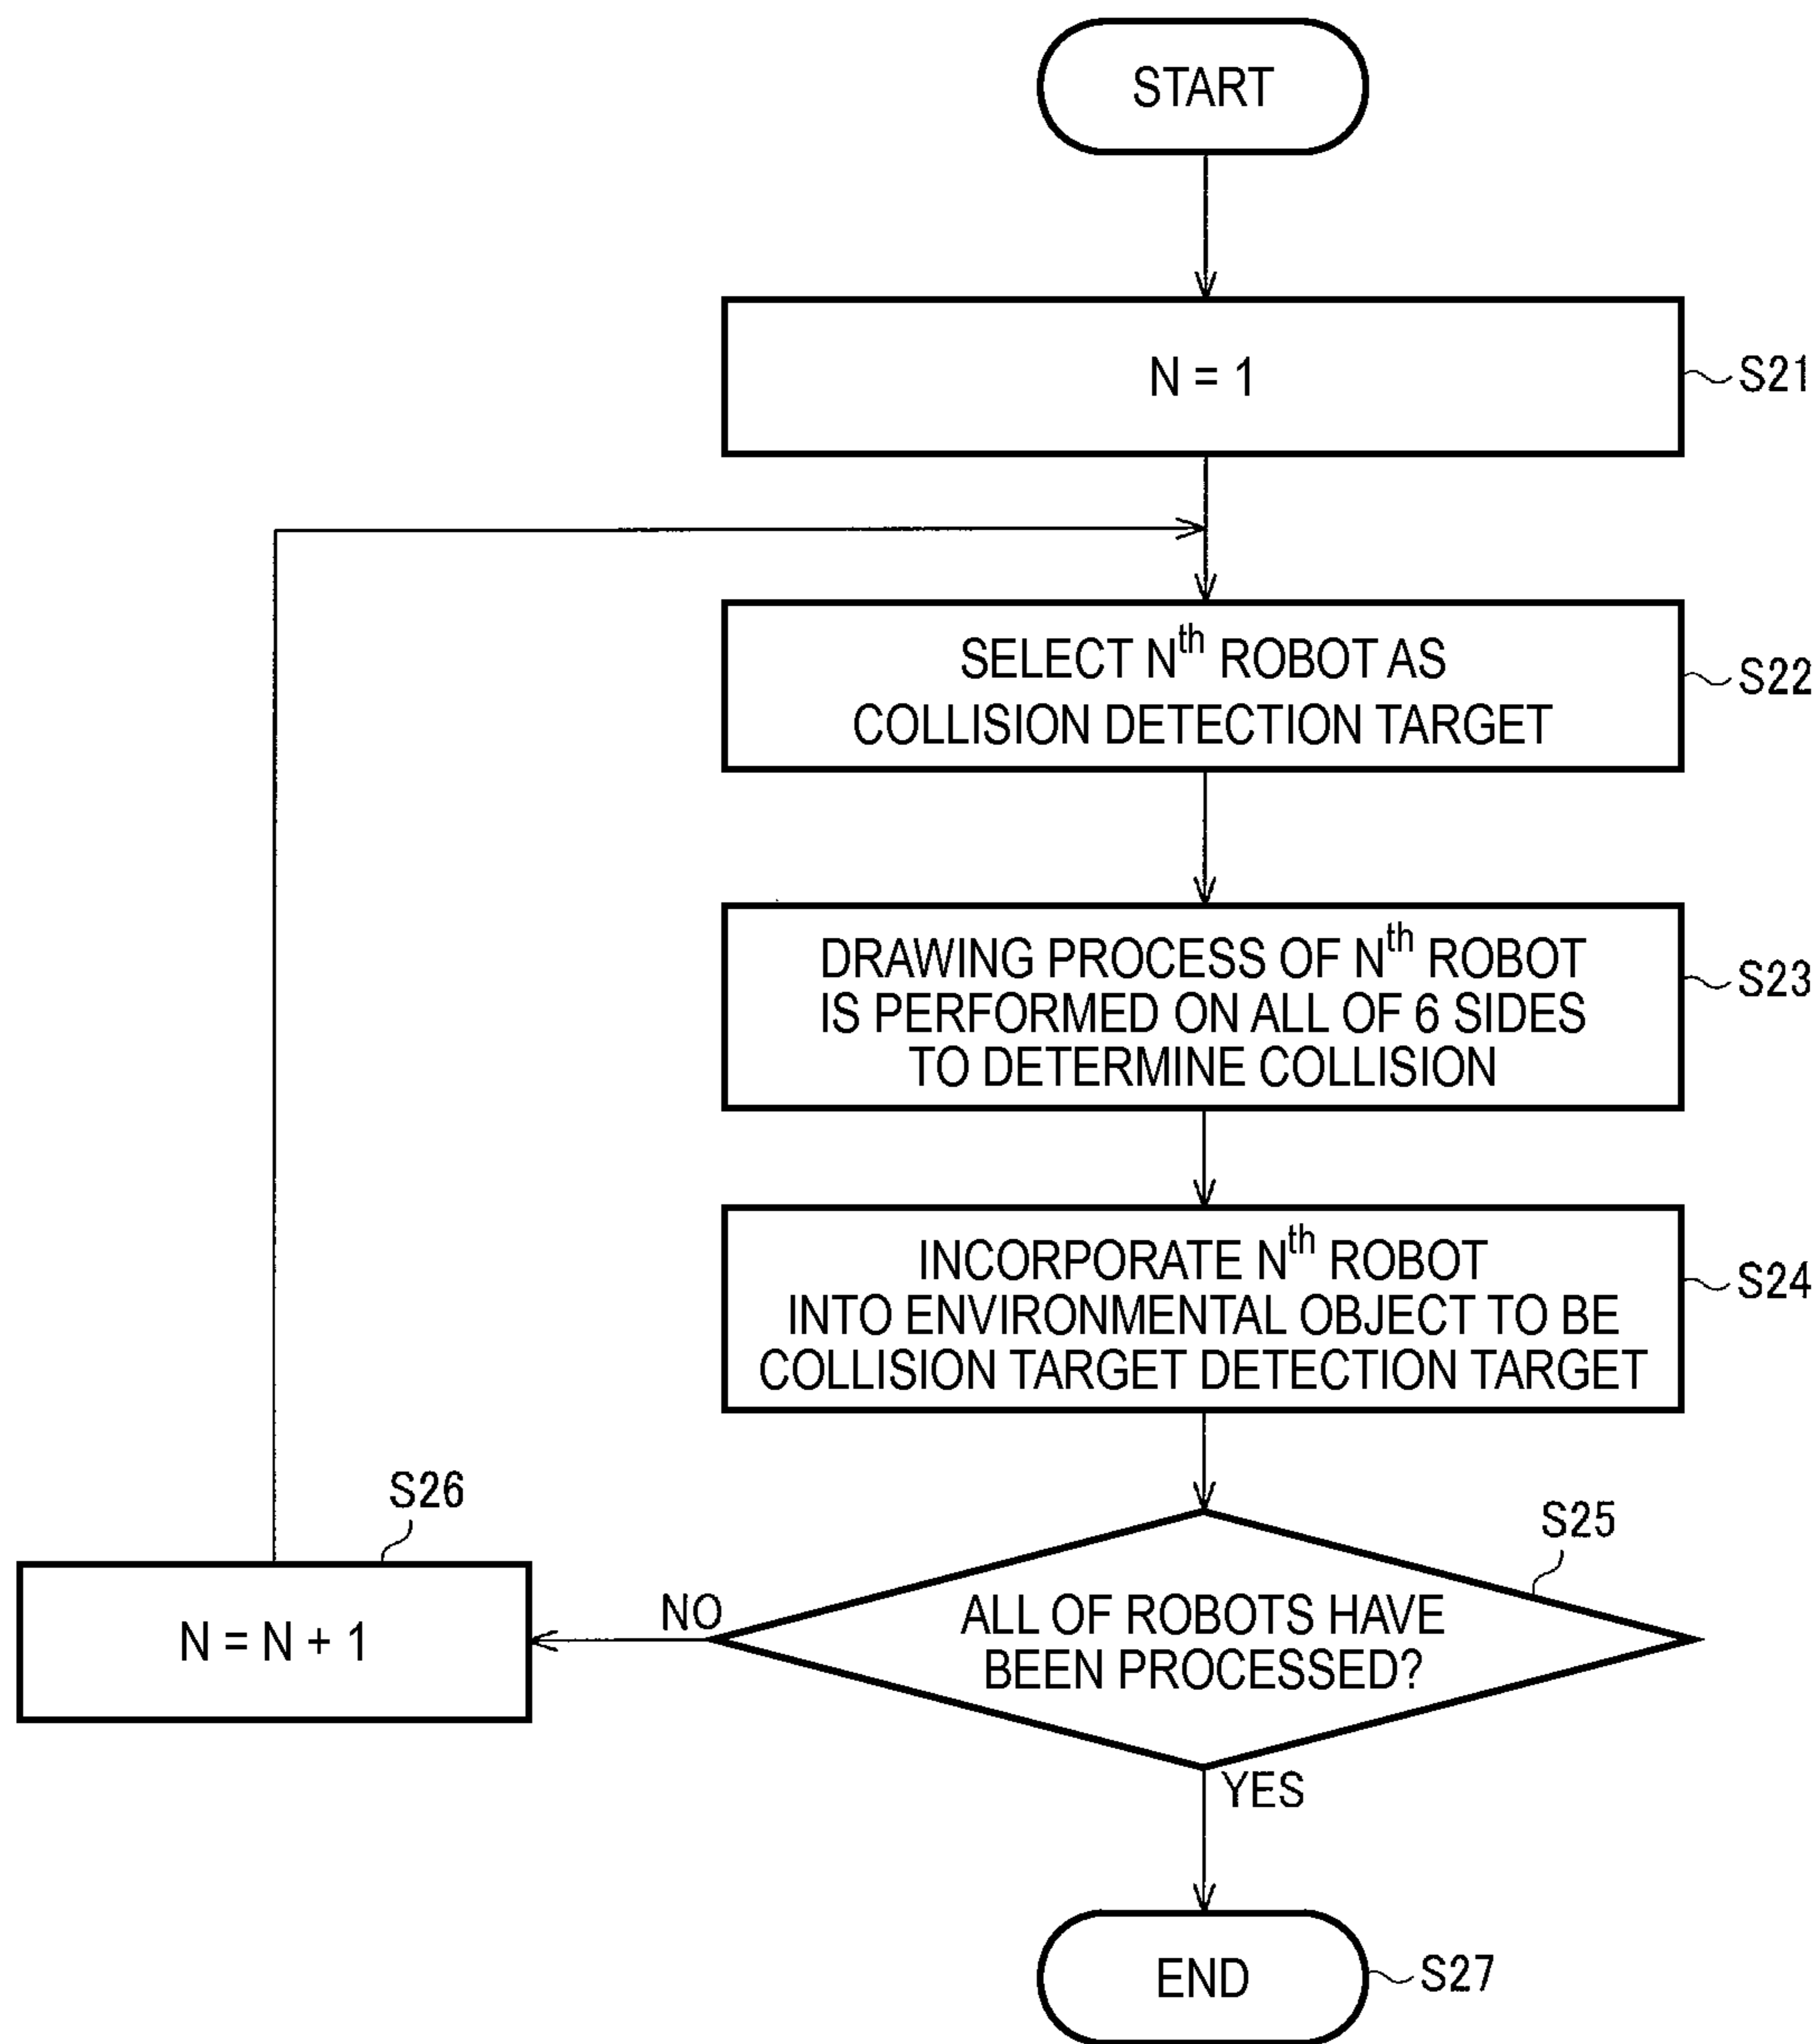 START
N = 1
S21
SELECT Nth ROBOT AS
COLLISION DETECTION TARGET
S22
DRAWING PROCESS OF Nth ROBOT
IS PERFORMED ON ALL OF 6 SIDES
TO DETERMINE COLLISION
S23
INCORPORATE Nth ROBOT
INTO ENVIRONMENTAL OBJECT TO BE
COLLISION TARGET DETECTION TARGET
S24
S25
ALL OF ROBOTS HAVE
BEEN PROCESSED?
NO
S26
N = N + 1
YES
END
S27